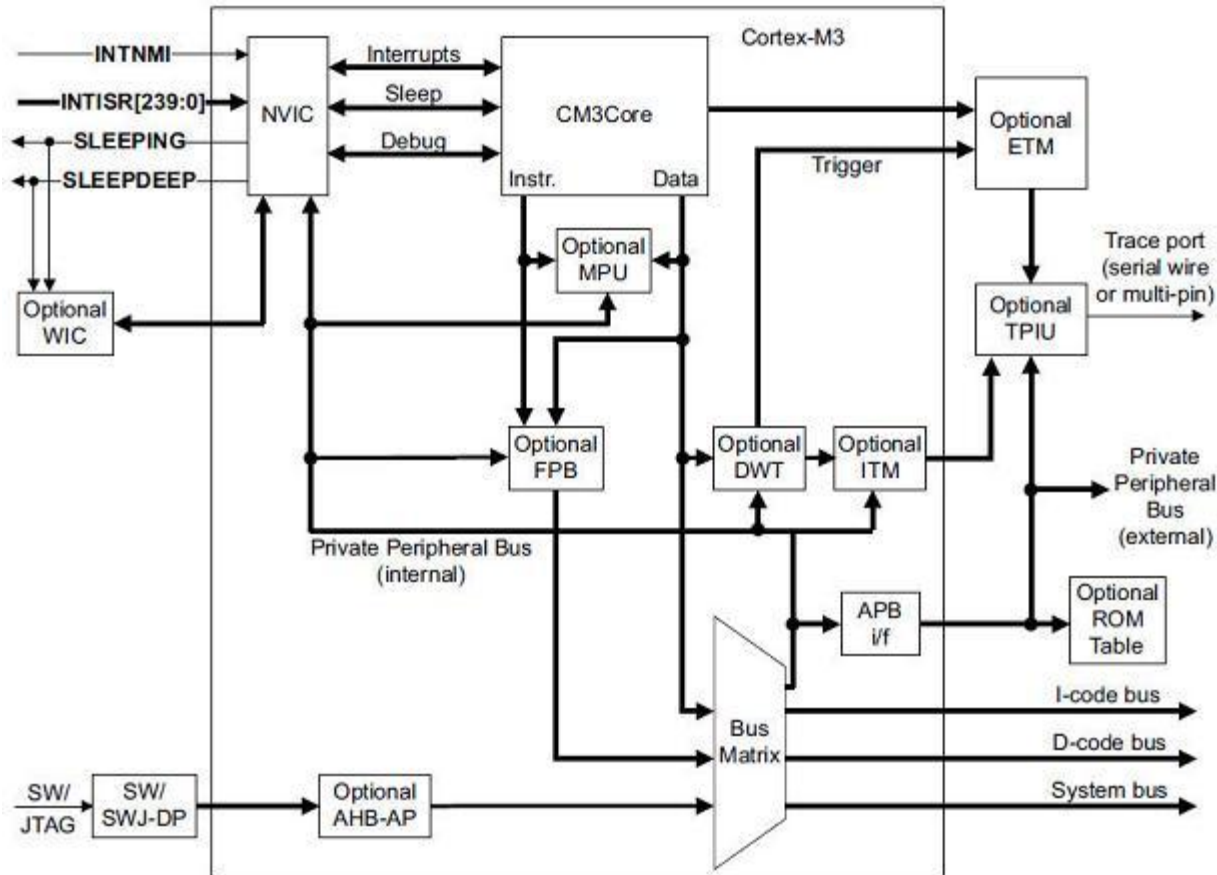 Cortex-M3
INTNMI
INTISR[239:0]
SLEEPING
SLEEPDEEP
NVIC
Interrupts
Sleep
Debug
CM3Core
Instr.
Data
Optional
ETM
Trigger
Optional
MPU
Trace port
(serial wire
or multi-pin)
Optional
WIC
Optional
TPIU
Optional
FPB
Optional
DWT
Optional
ITM
Private
Peripheral
Bus
(external)
Private Peripheral Bus
(internal)
APB
i/f
Optional
ROM
Table
Bus
Matrix
I-code bus
D-code bus
System bus
SW/
JTAG
SW/
SWJ-DP
Optional
AHB-AP